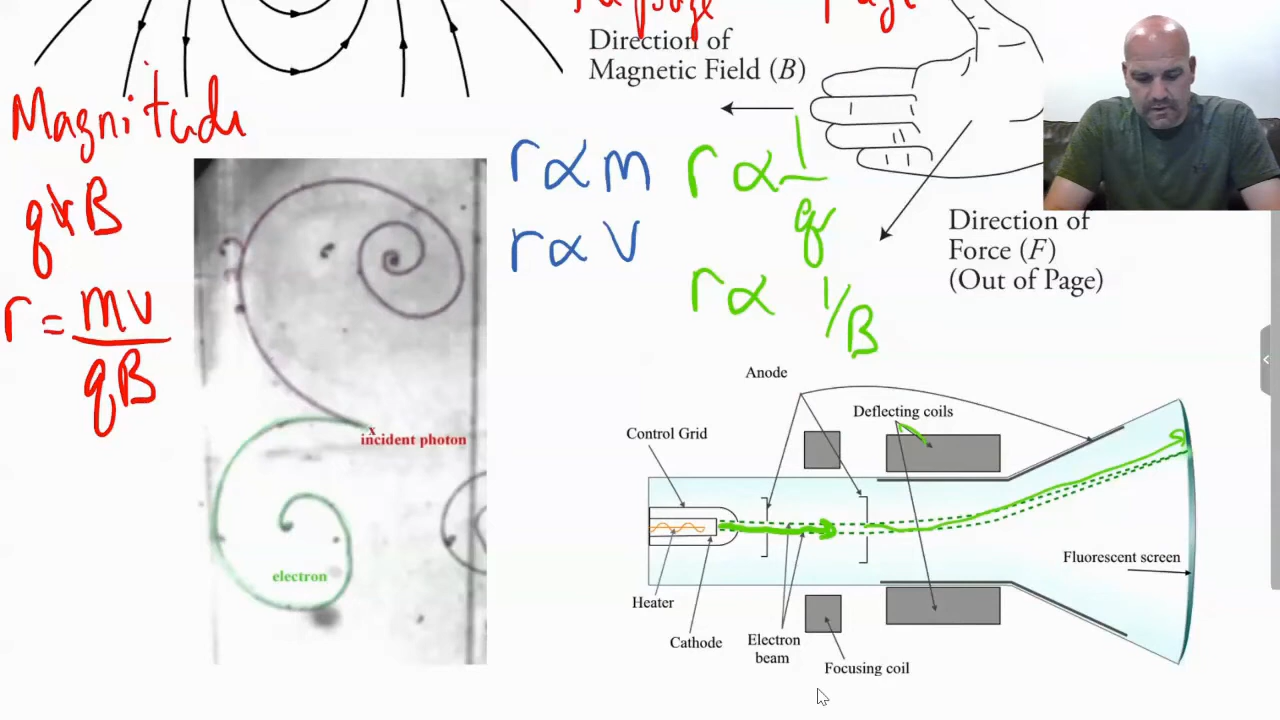 Page
Direction of
Magnetic Field (B)
Magnitude
r ∝ m
r ∝ 1/q
qvB
r ∝ v
Direction of
Force (F)
(Out of Page)
r = mv/qB
r ∝ 1/B
Anode
Deflecting coils
Control Grid
x
incident photon
Fluorescent screen
electron
Heater
Cathode
Electron
beam
Focusing coil